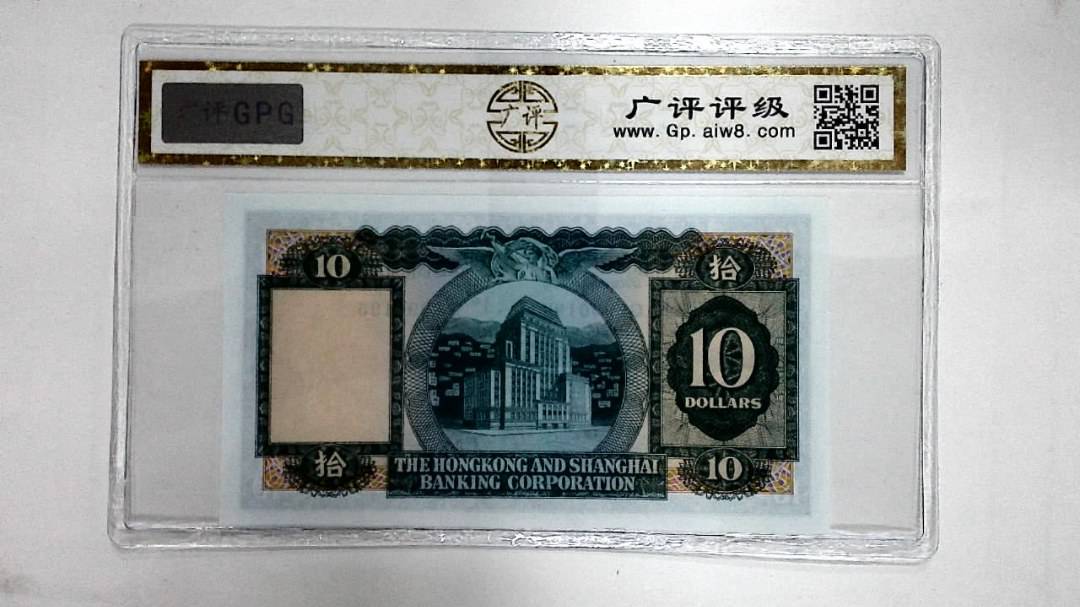 广评GPG
广评
广评评级
www.Gp.aiw8.com
10
拾
10
DOLLARS
拾
THE HONGKONG AND SHANGHAI
BANKING CORPORATION
10